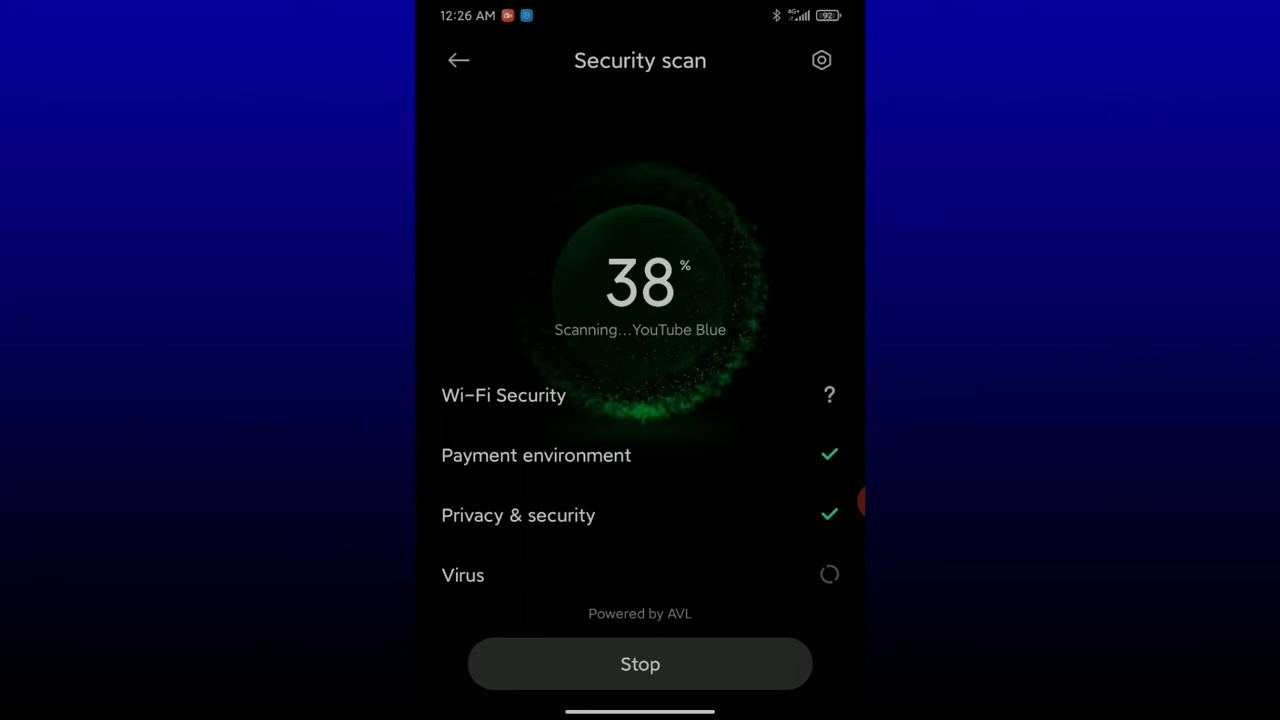 12:26 AM 4G+ 92
Security scan
38 %
Scanning...YouTube Blue
Wi-Fi Security ?
Payment environment
Privacy & security
Virus
Powered by AVL
Stop